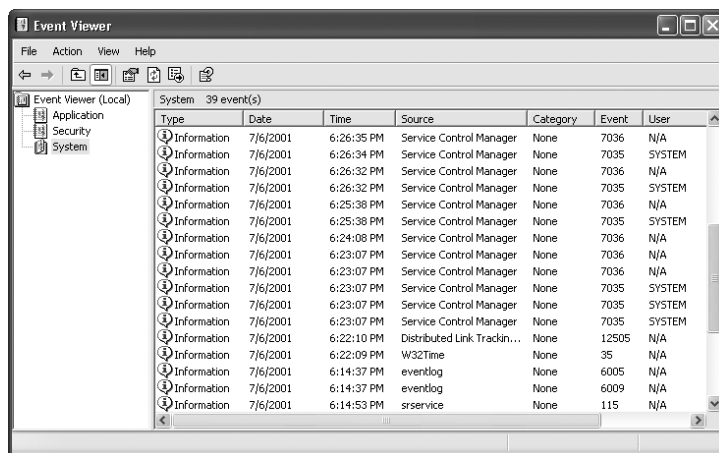 Event Viewer
File Action View Help
Event Viewer (Local)
Application
Security
System
System 39 event(s)
Type Date Time Source Category Event User
Information 7/6/2001 6:26:35 PM Service Control Manager None 7036 N/A
Information 7/6/2001 6:26:34 PM Service Control Manager None 7035 SYSTEM
Information 7/6/2001 6:26:32 PM Service Control Manager None 7036 N/A
Information 7/6/2001 6:26:32 PM Service Control Manager None 7035 SYSTEM
Information 7/6/2001 6:25:38 PM Service Control Manager None 7036 N/A
Information 7/6/2001 6:25:38 PM Service Control Manager None 7035 SYSTEM
Information 7/6/2001 6:24:08 PM Service Control Manager None 7036 N/A
Information 7/6/2001 6:23:07 PM Service Control Manager None 7036 N/A
Information 7/6/2001 6:23:07 PM Service Control Manager None 7036 N/A
Information 7/6/2001 6:23:07 PM Service Control Manager None 7035 SYSTEM
Information 7/6/2001 6:23:07 PM Service Control Manager None 7035 SYSTEM
Information 7/6/2001 6:23:07 PM Service Control Manager None 7035 SYSTEM
Information 7/6/2001 6:22:10 PM Distributed Link Trackin... None 12505 N/A
Information 7/6/2001 6:22:09 PM W32Time None 35 N/A
Information 7/6/2001 6:14:37 PM eventlog None 6005 N/A
Information 7/6/2001 6:14:37 PM eventlog None 6009 N/A
Information 7/6/2001 6:14:53 PM srservice None 115 N/A